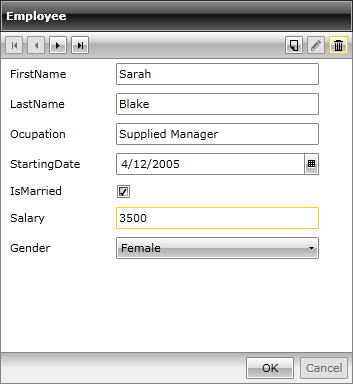 Employee
FirstName Sarah
LastName Blake
Ocupation Supplied Manager
StartingDate 4/12/2005
IsMarried
Salary 3500
Gender Female
OK Cancel